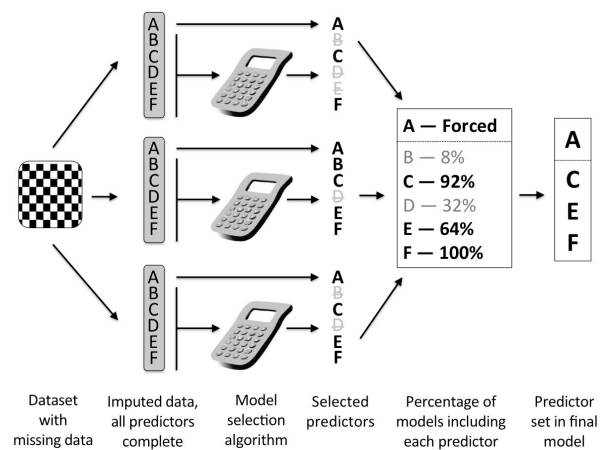 A
B
C
D
E
F
A
B
C
D
E
F
A
B
C
D
E
F
A
B
C
D
E
F
A
B
C
D
E
F
A
B
C
D
E
F
A — Forced
B — 8%
C — 92%
D — 32%
E — 64%
F — 100%
A
C
E
F
Dataset
with
missing data
Imputed data,
all predictors
complete
Model
selection
algorithm
Selected
predictors
Percentage of
models including
each predictor
Predictor
set in final
model